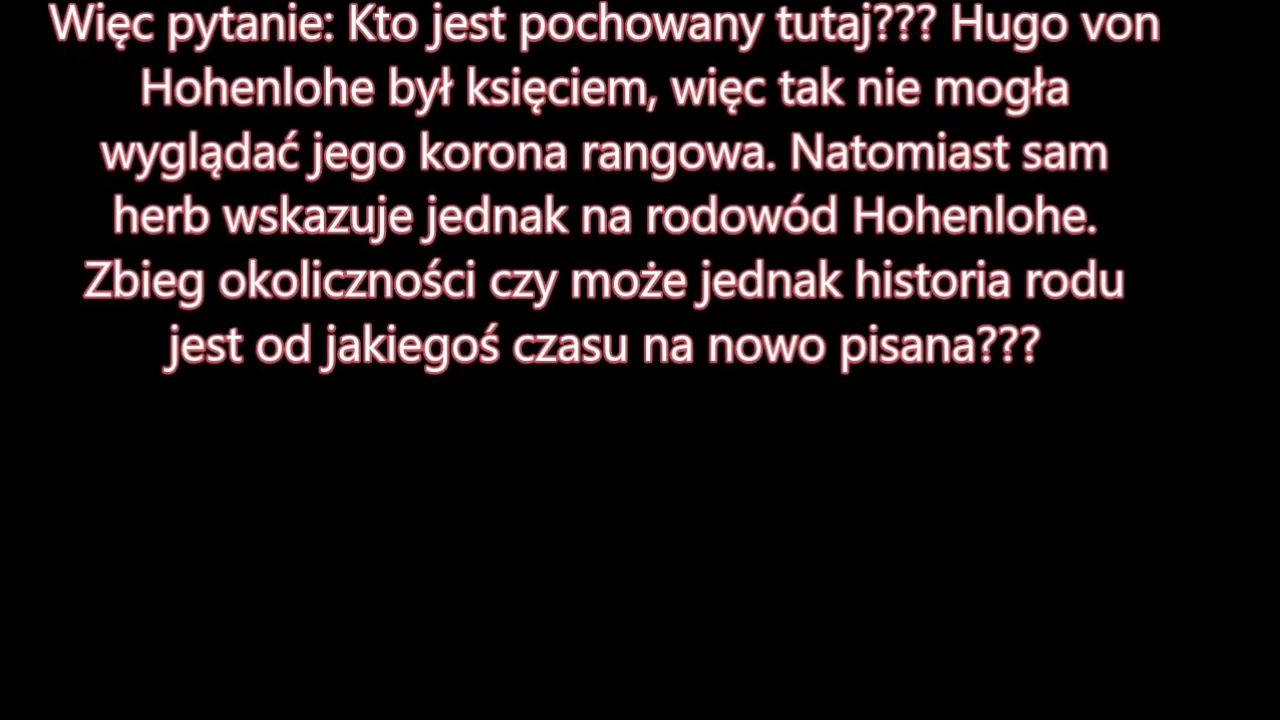 Więc pytanie: Kto jest pochowany tutaj??? Hugo von
Hohenlohe był księciem, więc tak nie mogła
wyglądać jego korona rangowa. Natomiast sam
herb wskazuje jednak na rodowód Hohenlohe.
Zbieg okoliczności czy może jednak historia rodu
jest od jakiegoś czasu na nowo pisana???